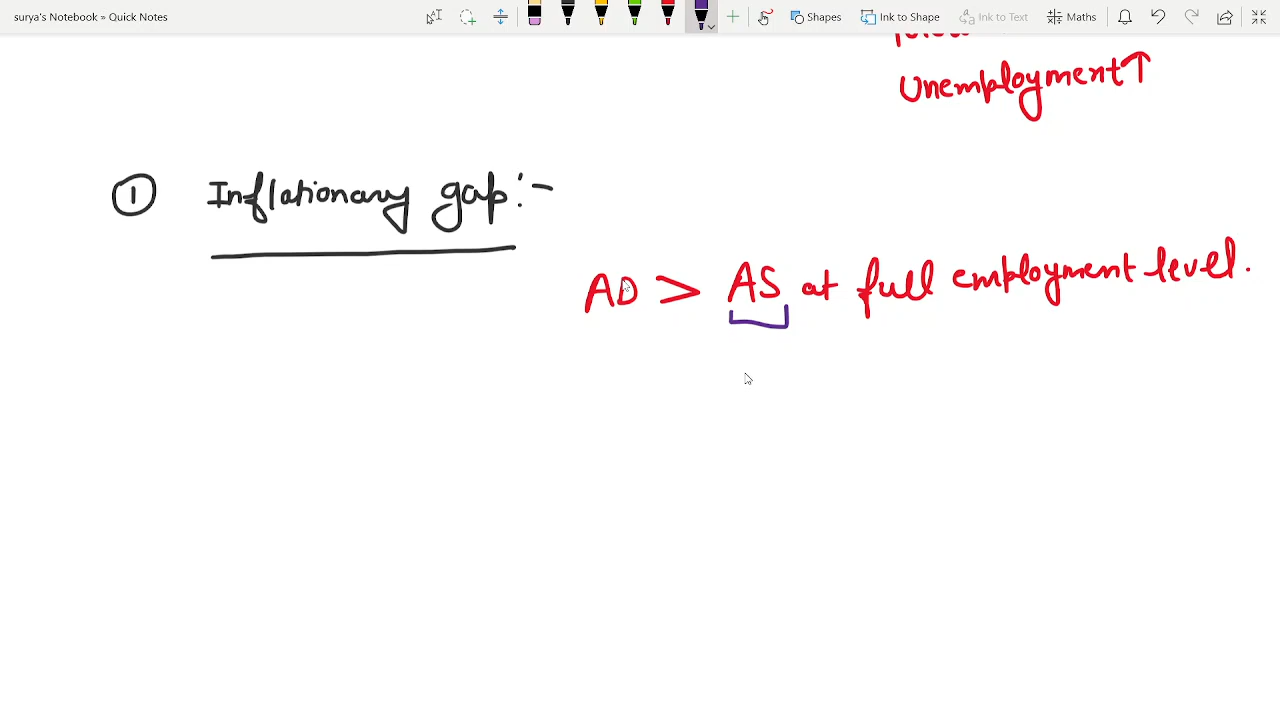 surya's Notebook » Quick Notes
Shapes
Ink to Shape
Ink to Text
Maths
Unemployment↑
① Inflationary gap:-
AD > AS at full employment level.